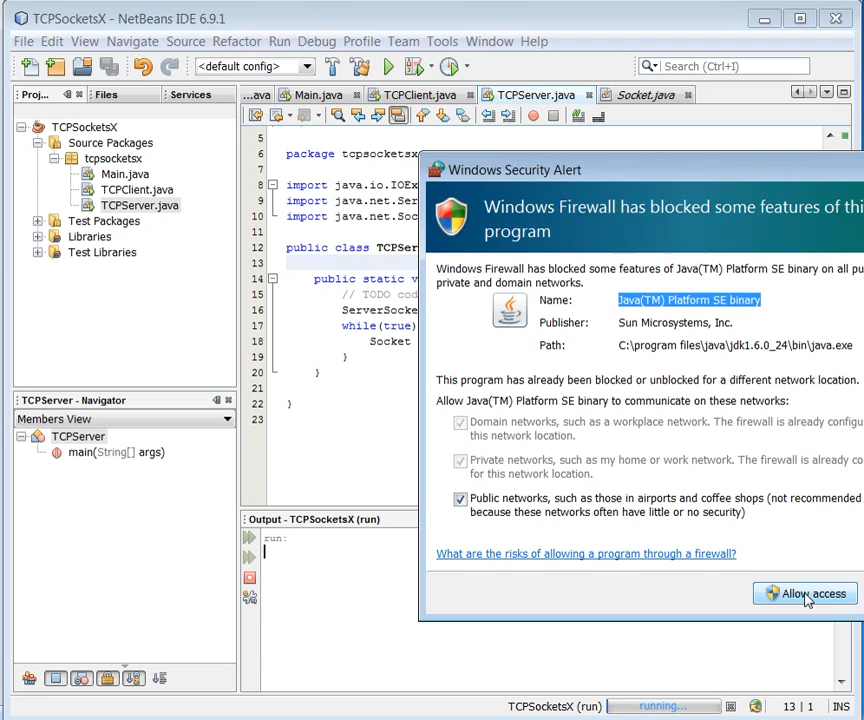 TCPSocketsX - NetBeans IDE 6.9.1
File Edit View Navigate Source Refactor Run Debug Profile Team Tools Window Help
<default config>
Search (Ctrl+I)
Proj... Files Services
...ava Main.java TCPClient.java TCPServer.java Socket.java
TCPSocketsX
Source Packages
tcpsocketsx
Main.java
TCPClient.java
TCPServer.java
Test Packages
Libraries
Test Libraries
5
6 package tcpsocketsx
7
8 import java.io.IOEx
9 import java.net.Ser
10 import java.net.Soc
11
12 public class TCPSer
13
14 public static v
15 // TODO cod
16 ServerSocke
17 while(true)
18 Socket
19 }
20 }
21
22 }
23
Windows Security Alert
Windows Firewall has blocked some features of thi
program
Windows Firewall has blocked some features of Java(TM) Platform SE binary on all pu
private and domain networks.
Name: Java(TM) Platform SE binary
Publisher: Sun Microsystems, Inc.
Path: C:\program files\java\jdk1.6.0_24\bin\java.exe
This program has already been blocked or unblocked for a different network location.
Allow Java(TM) Platform SE binary to communicate on these networks:
Domain networks, such as a workplace network. The firewall is already configu
this network location.
Private networks, such as my home or work network. The firewall is already co
for this network location.
Public networks, such as those in airports and coffee shops (not recommended
because these networks often have little or no security)
What are the risks of allowing a program through a firewall?
Allow access
TCPServer - Navigator
Members View
TCPServer
main(String[] args)
Output - TCPSocketsX (run)
run:
TCPSocketsX (run) running... 13 | 1 INS